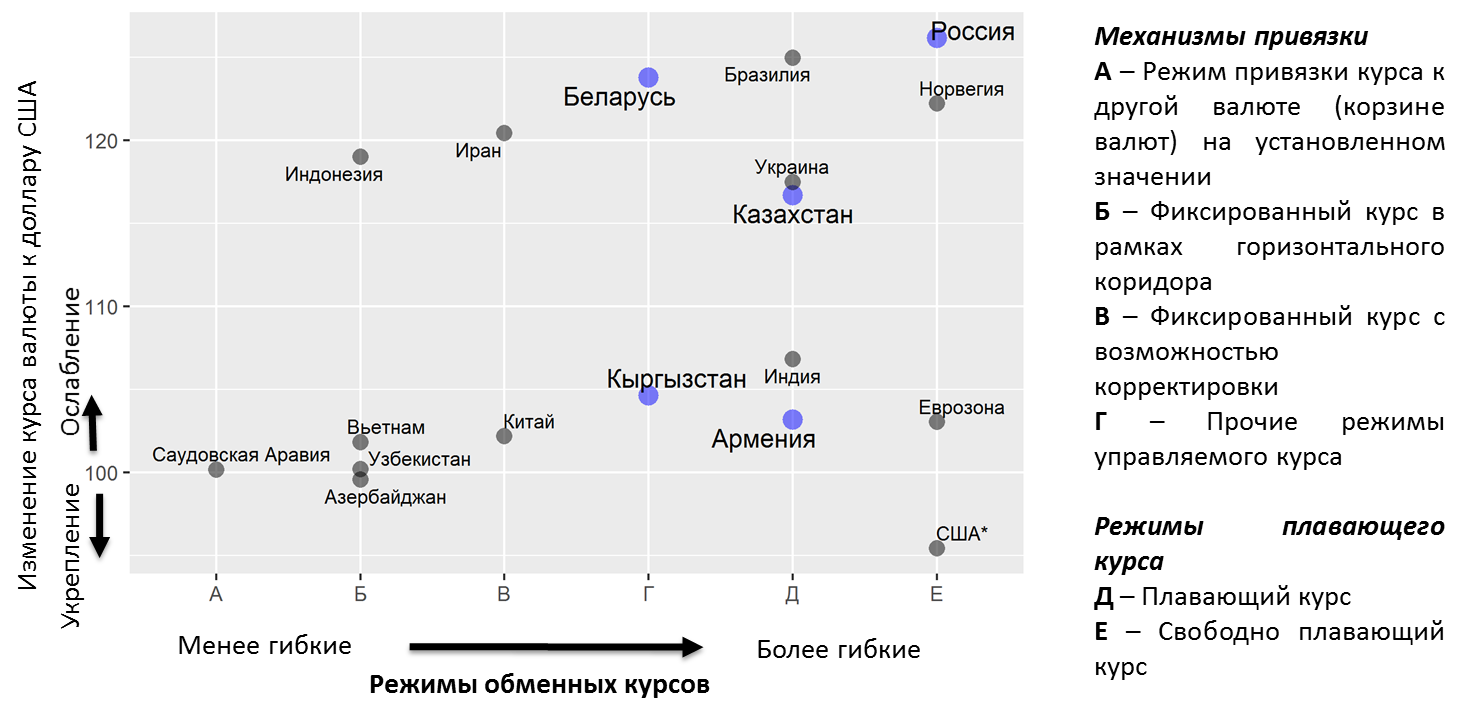 Изменение курса валюты к доллару США
Укрепление
Ослабление
120
110
100
Россия
Бразилия
Беларусь
Норвегия
Иран
Индонезия
Украина
Казахстан
Кыргызстан
Индия
Еврозона
Армения
Вьетнам
Китай
Саудовская Аравия
Узбекистан
Азербайджан
США*
А
Б
В
Г
Д
Е
Менее гибкие
Более гибкие
Режимы обменных курсов
Механизмы привязки
А – Режим привязки курса к
другой валюте (корзине
валют) на установленном
значении
Б – Фиксированный курс в
рамках горизонтального
коридора
В – Фиксированный курс с
возможностью
корректировки
Г – Прочие режимы
управляемого курса
Режимы плавающего
курса
Д – Плавающий курс
Е – Свободно плавающий
курс